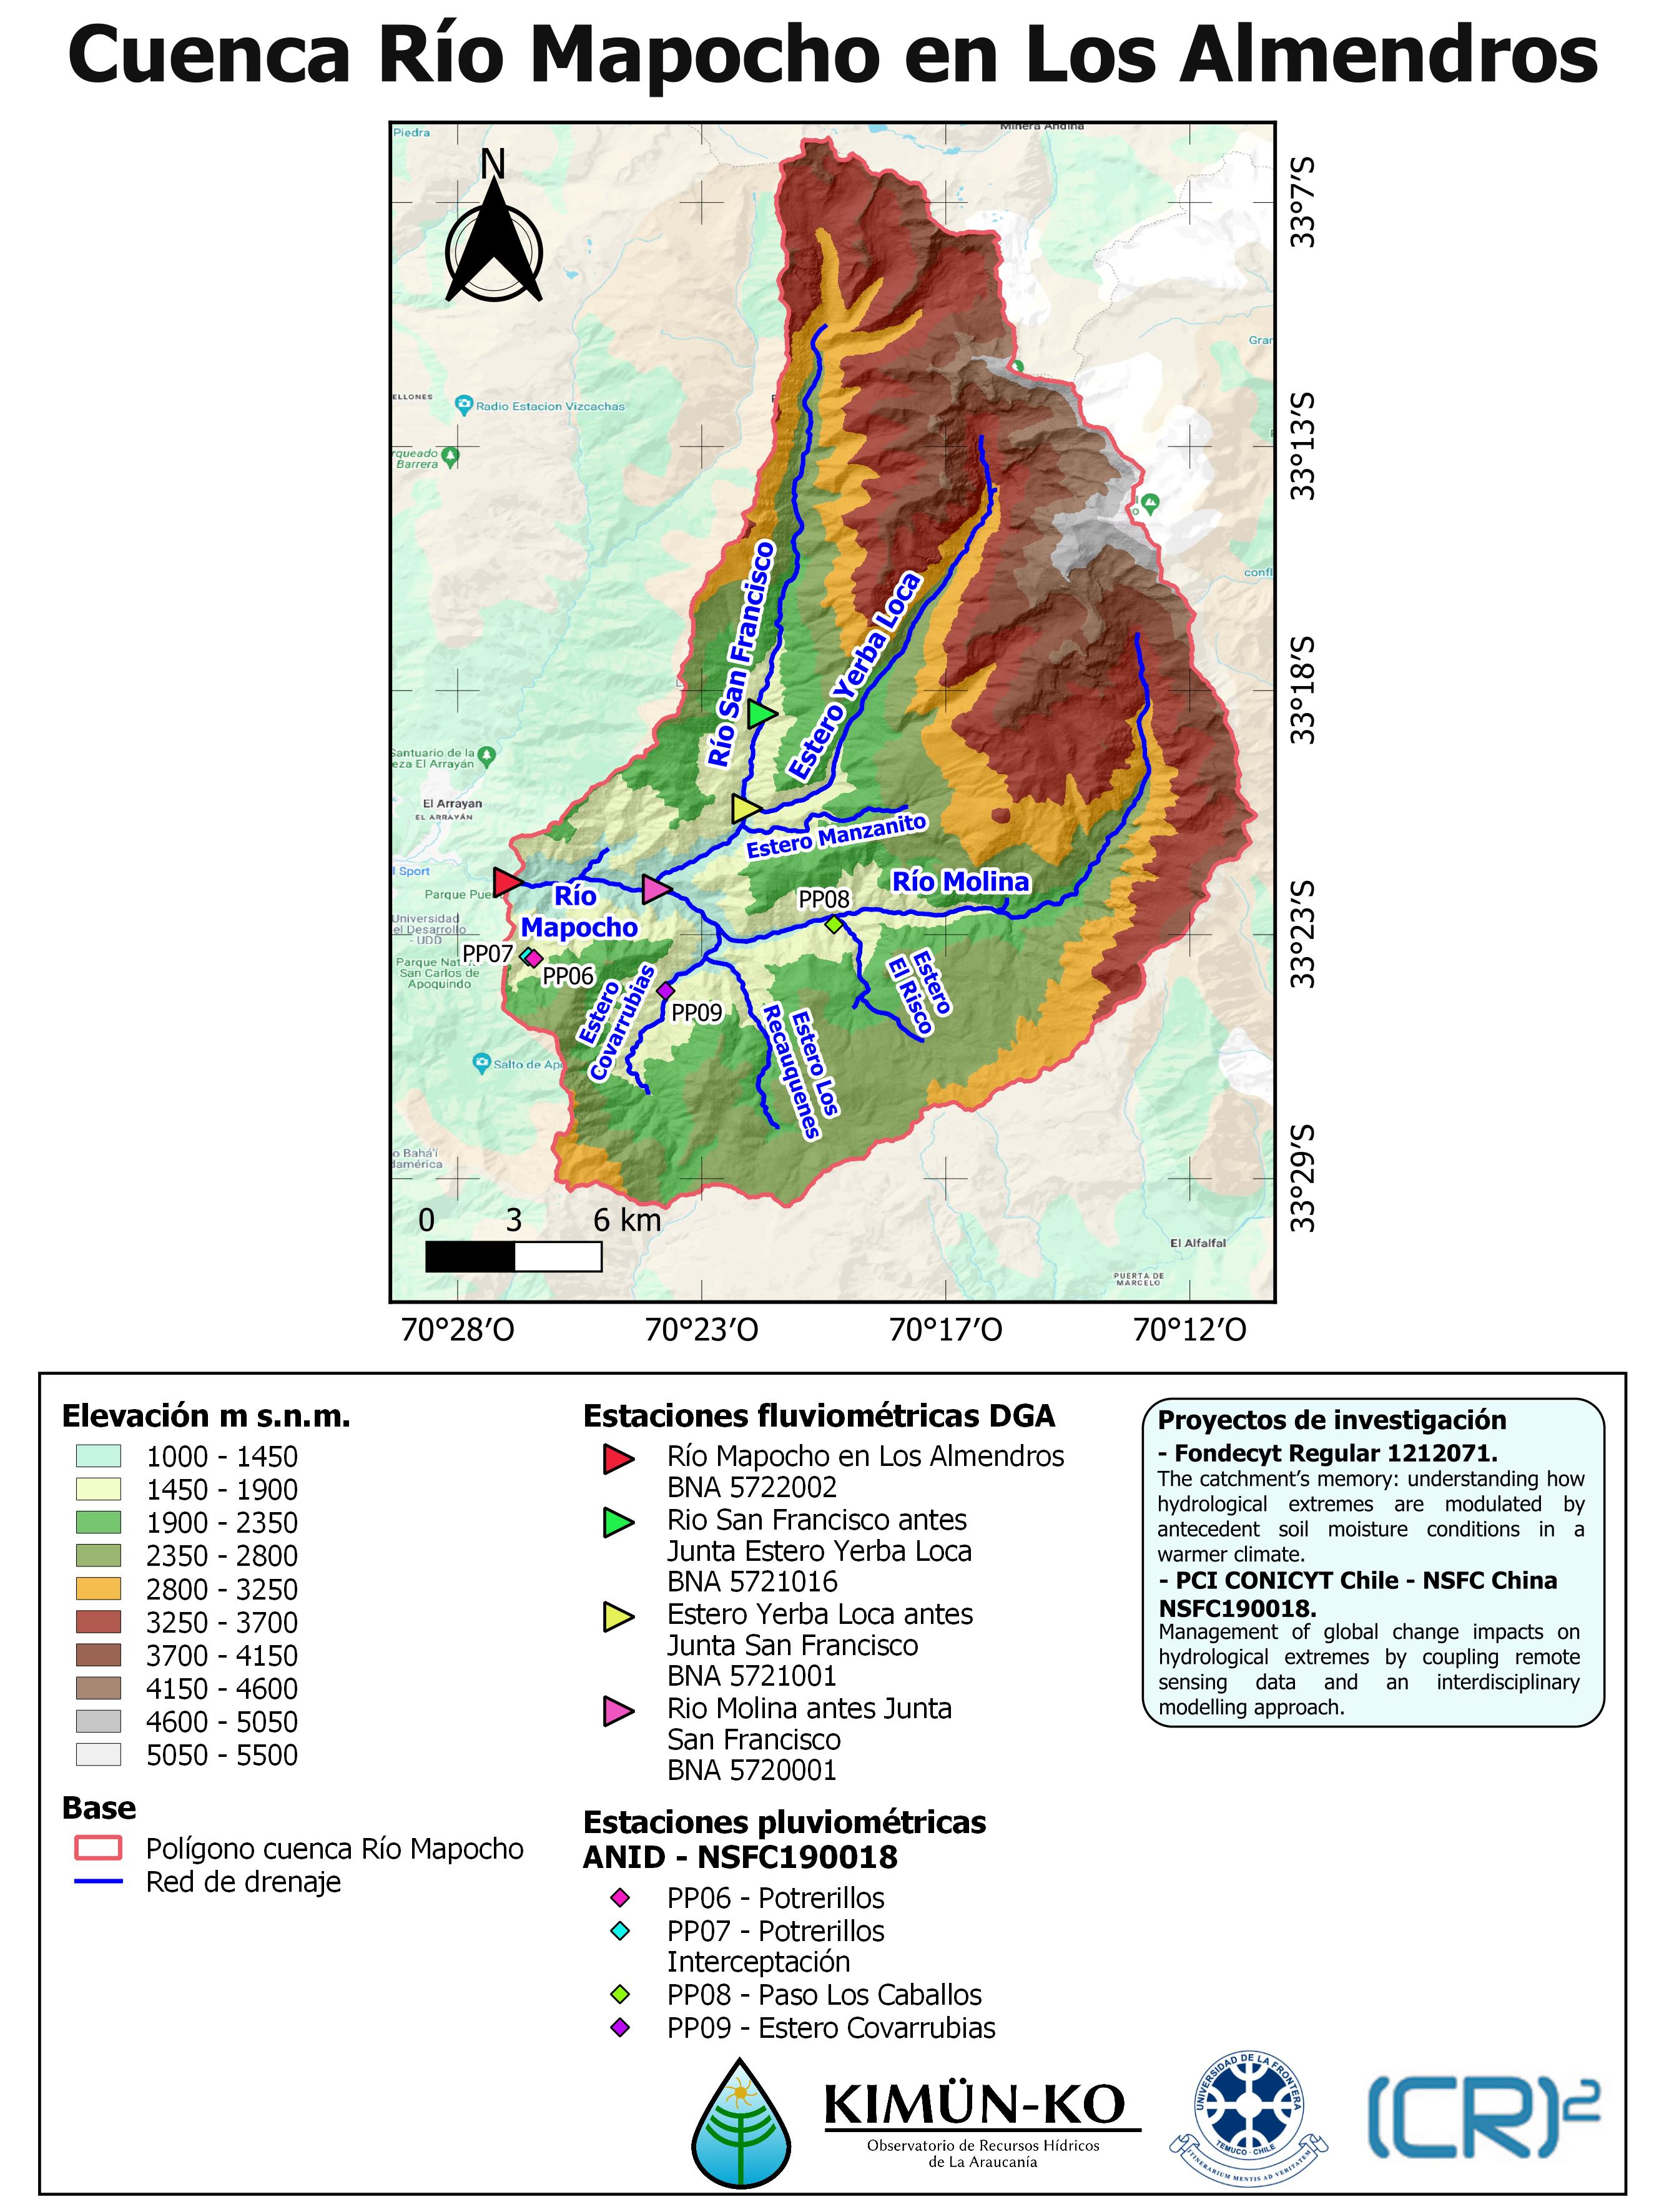 Cuenca Río Mapocho en Los Almendros
Piedra
Minera Andina
N
33°7’S
Gran
ELLONES
Radio Estacion Vizcachas
33°13’S
rqueado
Barrera
confl
Río San Francisco
Estero Yerba Loca
33°18’S
Santuario de la
eza El Arrayán
El Arrayan
EL ARRAYÁN
Estero Manzanito
l Sport
Parque Pue
Río
Mapocho
Río Molina
PP08
Universidad
el Desarrollo
- UDD
33°23’S
PP07
PP06
Parque Nat
San Carlos de
Apoquindo
Estero
Covarrubias
PP09
Estero
El Risco
Estero Los
Recauquenes
Salto de Apo
o Bahá'í
damérica
33°29’S
0 3 6 km
El Alfalfal
PUERTA DE
MARCELO
70°28’O 70°23’O 70°17’O 70°12’O
Elevación m s.n.m.
1000 - 1450
1450 - 1900
1900 - 2350
2350 - 2800
2800 - 3250
3250 - 3700
3700 - 4150
4150 - 4600
4600 - 5050
5050 - 5500
Base
Polígono cuenca Río Mapocho
Red de drenaje
Estaciones fluviométricas DGA
Río Mapocho en Los Almendros
BNA 5722002
Rio San Francisco antes
Junta Estero Yerba Loca
BNA 5721016
Estero Yerba Loca antes
Junta San Francisco
BNA 5721001
Rio Molina antes Junta
San Francisco
BNA 5720001
Estaciones pluviométricas
ANID - NSFC190018
PP06 - Potrerillos
PP07 - Potrerillos
Interceptación
PP08 - Paso Los Caballos
PP09 - Estero Covarrubias
Proyectos de investigación
- Fondecyt Regular 1212071.
The catchment’s memory: understanding how
hydrological extremes are modulated by
antecedent soil moisture conditions in a
warmer climate.
- PCI CONICYT Chile - NSFC China
NSFC190018.
Management of global change impacts on
hydrological extremes by coupling remote
sensing data and an interdisciplinary
modelling approach.
KIMÜN-KO
Observatorio de Recursos Hídricos
de La Araucanía
UNIVERSIDAD DE LA FRONTERA
TEMUCO - CHILE
ITINERARIUM MENTIS AD VERITATEM
(CR)²